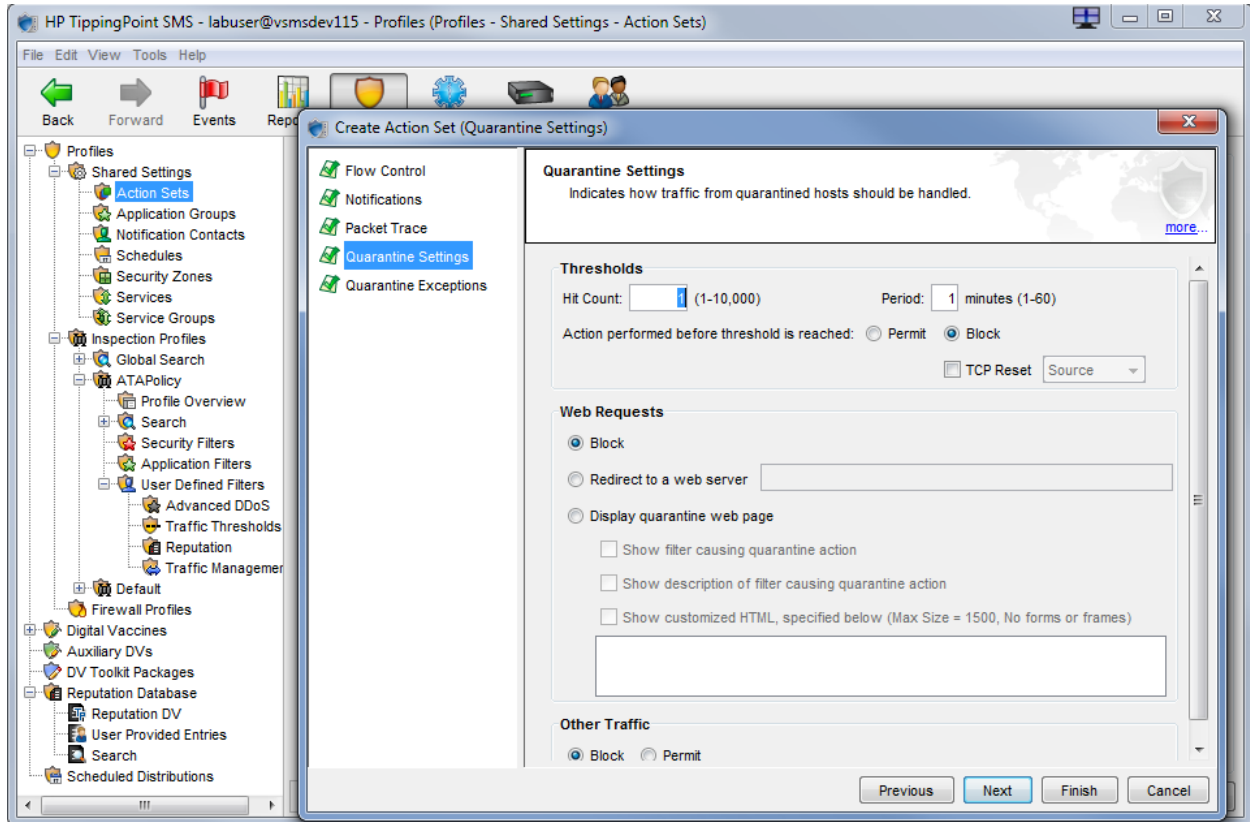 HP TippingPoint SMS - labuser@vsmsdev115 - Profiles (Profiles - Shared Settings - Action Sets)
File Edit View Tools Help
Back Forward Events
Create Action Set (Quarantine Settings)
Profiles
Shared Settings
Action Sets
Application Groups
Notification Contacts
Schedules
Security Zones
Services
Service Groups
Inspection Profiles
Global Search
ATAPolicy
Profile Overview
Search
Security Filters
Application Filters
User Defined Filters
Advanced DDoS
Traffic Thresholds
Reputation
Traffic Managemer
Default
Firewall Profiles
Digital Vaccines
Auxiliary DVs
DV Toolkit Packages
Reputation Database
Reputation DV
User Provided Entries
Search
Scheduled Distributions
Flow Control
Notifications
Packet Trace
Quarantine Settings
Quarantine Exceptions
Quarantine Settings
Indicates how traffic from quarantined hosts should be handled.
more...
Thresholds
Hit Count: 1 (1-10,000) Period: 1 minutes (1-60)
Action performed before threshold is reached: Permit Block
TCP Reset Source
Web Requests
Block
Redirect to a web server
Display quarantine web page
Show filter causing quarantine action
Show description of filter causing quarantine action
Show customized HTML, specified below (Max Size = 1500, No forms or frames)
Other Traffic
Block Permit
Previous Next Finish Cancel